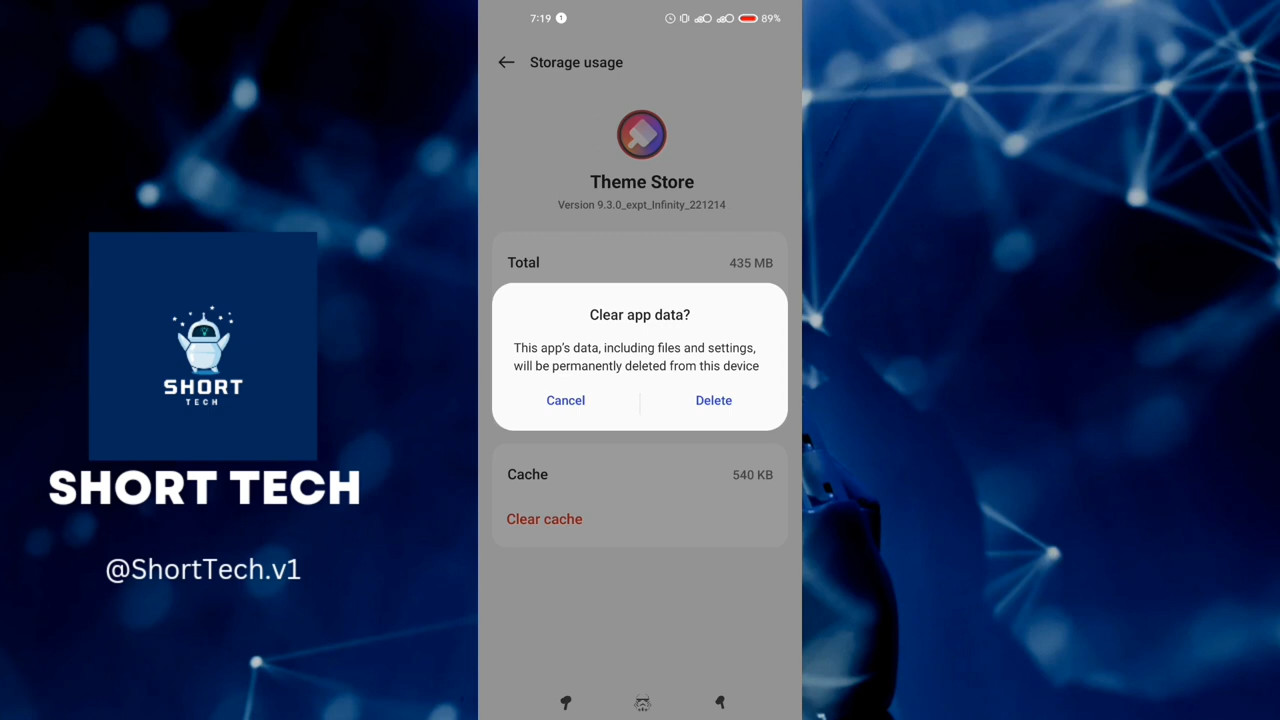 7:19 1 89%
Storage usage
Theme Store
Version 9.3.0_expt_Infinity_221214
Total 435 MB
Clear app data?
This app's data, including files and settings,
will be permanently deleted from this device
Cancel Delete
Cache 540 KB
Clear cache
SHORT
TECH
SHORT TECH
@ShortTech.v1